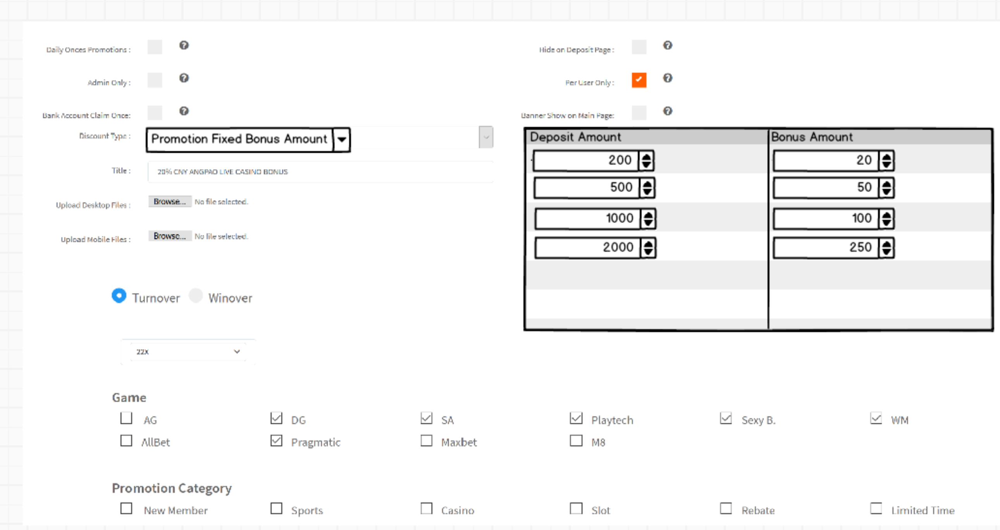 Daily Onces Promotions :
Hide on Deposit Page :
Admin Only :
Per User Only :
Bank Account Claim Once:
Banner Show on Main Page:
Discount Type :
Promotion Fixed Bonus Amount
Title :
20% CNY ANGPAO LIVE CASINO BONUS
Upload Desktop Files :
Browse... No file selected.
Upload Mobile Files :
Browse... No file selected.
Deposit Amount Bonus Amount
200 20
500 50
1000 100
2000 250
Turnover Winover
22X
Game
AG DG SA Playtech Sexy B. WM
AllBet Pragmatic Maxbet M8
Promotion Category
New Member Sports Casino Slot Rebate Limited Time